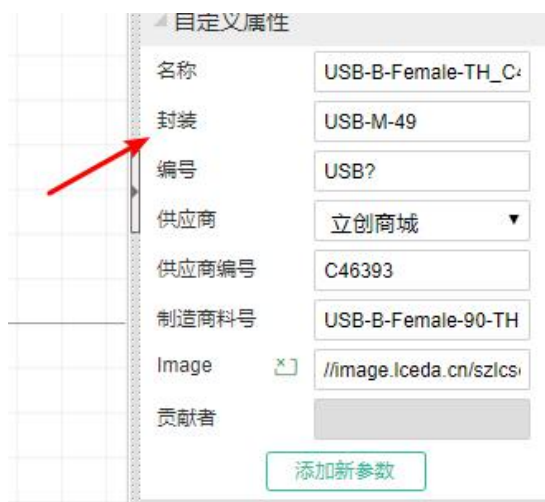 自定义属性
名称 USB-B-Female-TH_C4
封装 USB-M-49
编号 USB?
供应商 立创商城
供应商编号 C46393
制造商料号 USB-B-Female-90-TH
Image //image.lceda.cn/szlcs
贡献者
添加新参数